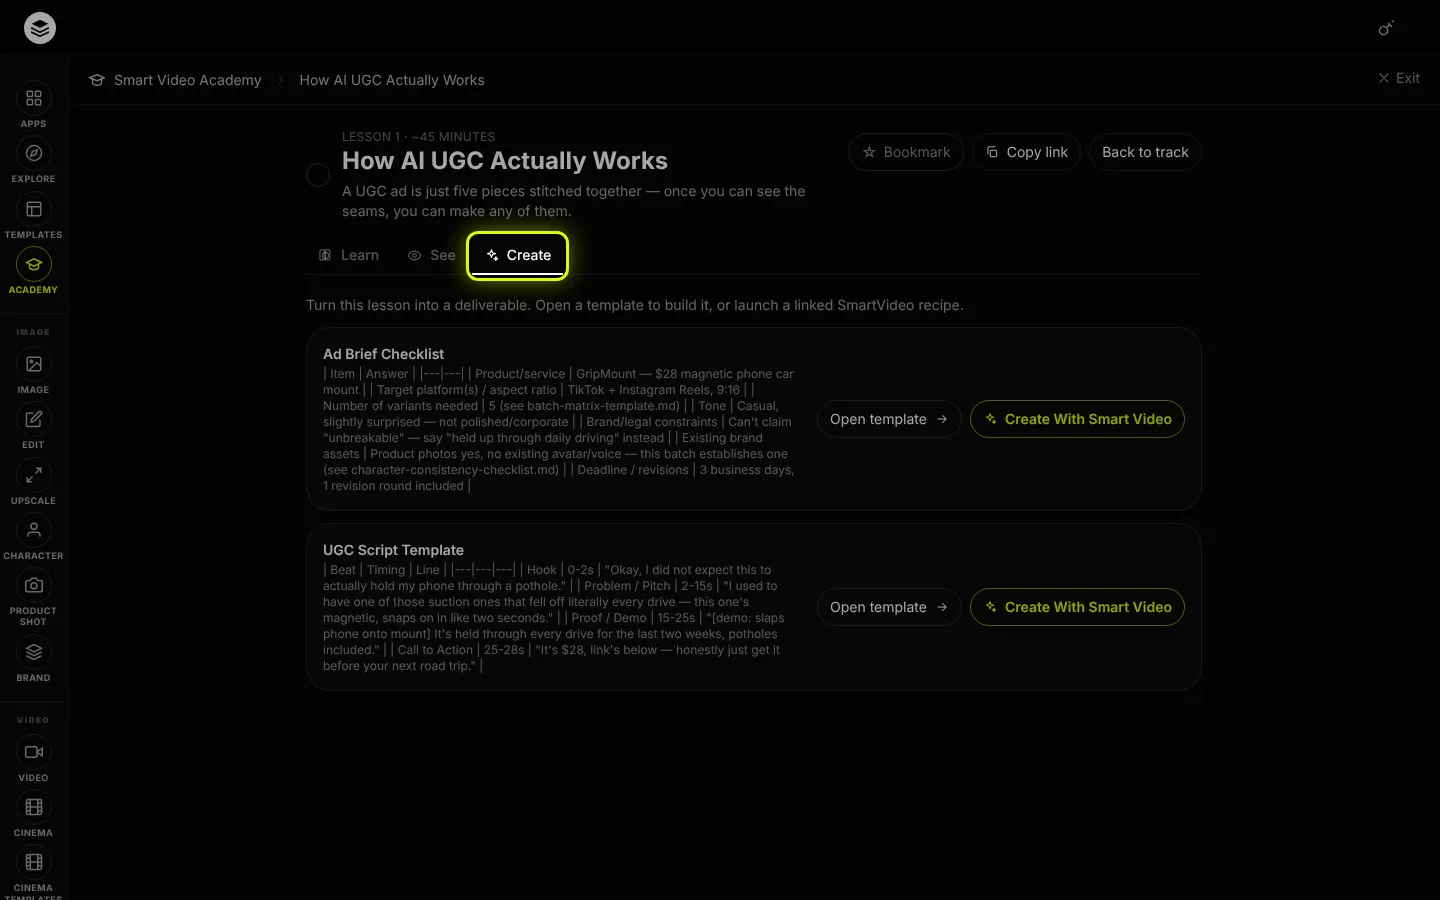 Smart Video Academy > How AI UGC Actually Works
Exit
APPS
EXPLORE
TEMPLATES
ACADEMY
IMAGE
IMAGE
EDIT
UPSCALE
CHARACTER
PRODUCT
SHOT
BRAND
VIDEO
VIDEO
CINEMA
CINEMA
TEMPLATES
LESSON 1 · ~45 MINUTES
How AI UGC Actually Works
A UGC ad is just five pieces stitched together — once you can see the
seams, you can make any of them.
Bookmark
Copy link
Back to track
Learn
See
Create
Turn this lesson into a deliverable. Open a template to build it, or launch a linked SmartVideo recipe.
Ad Brief Checklist
| Item | Answer | |---|---| | Product/service | GripMount — $28 magnetic phone car
mount | | Target platform(s) / aspect ratio | TikTok + Instagram Reels, 9:16 | |
Number of variants needed | 5 (see batch-matrix-template.md) | | Tone | Casual,
slightly surprised — not polished/corporate | | Brand/legal constraints | Can't claim
"unbreakable" — say "held up through daily driving" instead | | Existing brand
assets | Product photos yes, no existing avatar/voice — this batch establishes one
(see character-consistency-checklist.md) | | Deadline / revisions | 3 business days,
1 revision round included |
Open template →
Create With Smart Video
UGC Script Template
| Beat | Timing | Line | |---|---|---| | Hook | 0-2s | "Okay, I did not expect this to
actually hold my phone through a pothole." | | Problem / Pitch | 2-15s | "I used to
have one of those suction ones that fell off literally every drive — this one's
magnetic, snaps on in like two seconds." | | Proof / Demo | 15-25s | "[demo: slaps
phone onto mount] It's held through every drive for the last two weeks, potholes
included." | | Call to Action | 25-28s | "It's $28, link's below — honestly just get it
before your next road trip." |
Open template →
Create With Smart Video